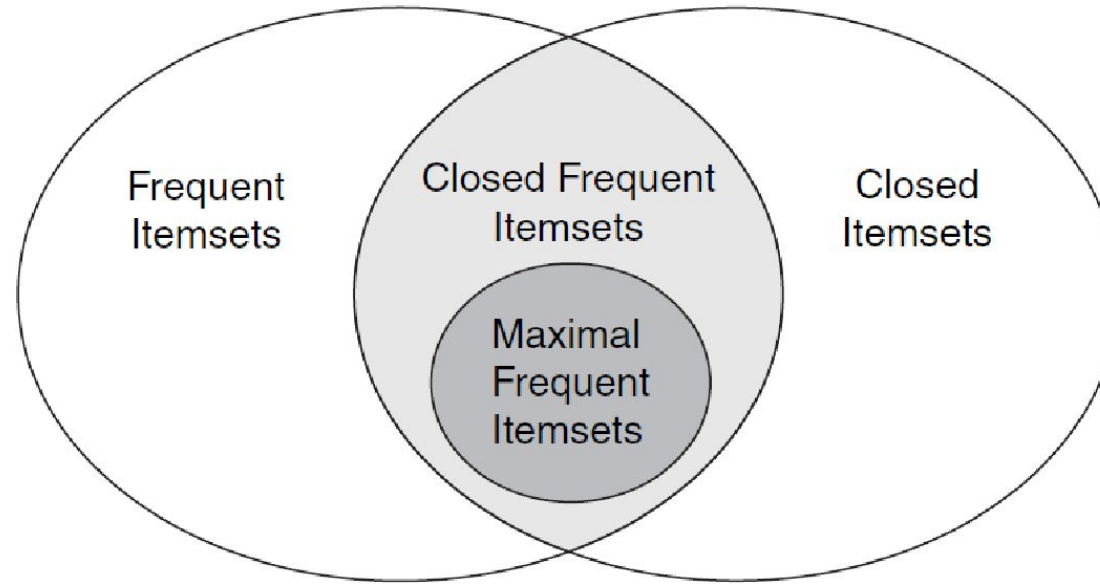 Frequent
Itemsets
Closed Frequent
Itemsets
Closed
Itemsets
Maximal
Frequent
Itemsets